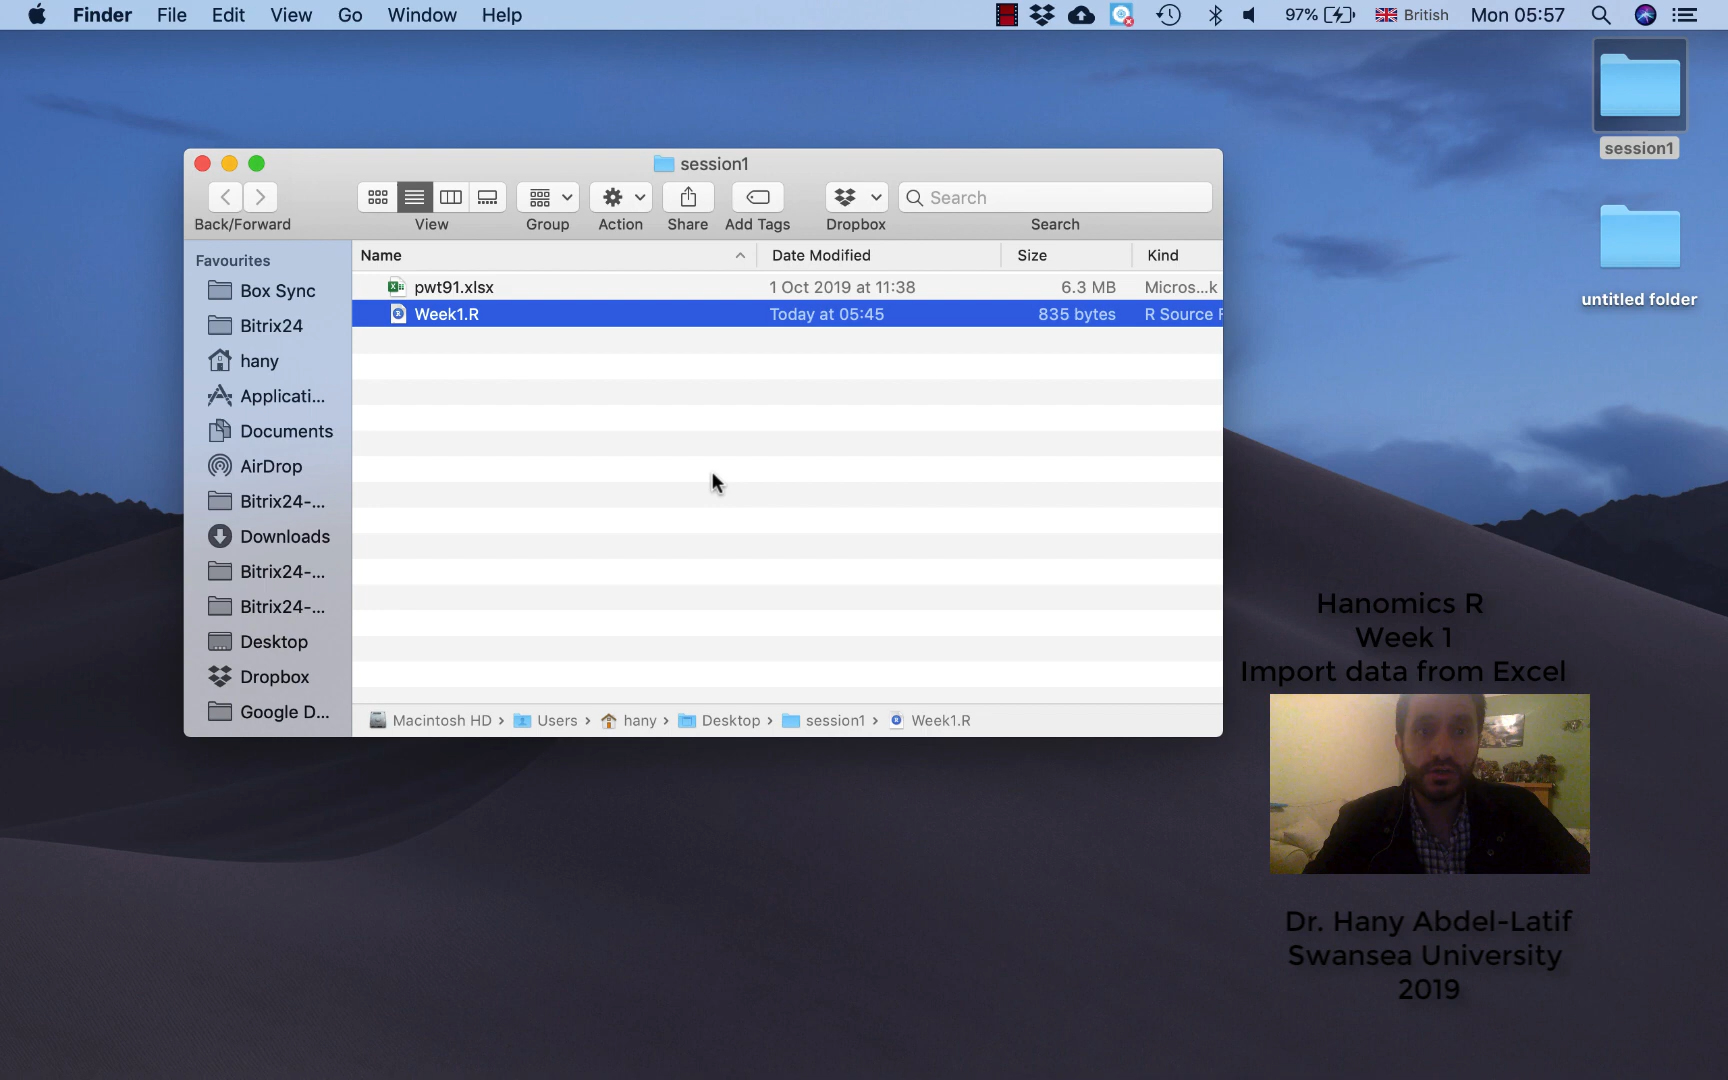 Finder File Edit View Go Window Help
97% British Mon 05:57
session1
untitled folder
session1
Search
Back/Forward View Group Action Share Add Tags Dropbox Search
Favourites
Box Sync
Bitrix24
hany
Applicati...
Documents
AirDrop
Bitrix24-...
Downloads
Bitrix24-...
Bitrix24-...
Desktop
Dropbox
Google D...
Name Date Modified Size Kind
pwt91.xlsx 1 Oct 2019 at 11:38 6.3 MB Micros...k
Week1.R Today at 05:45 835 bytes R Source F
Macintosh HD › Users › hany › Desktop › session1 › Week1.R
Hanomics R
Week 1
Import data from Excel
Dr. Hany Abdel-Latif
Swansea University
2019